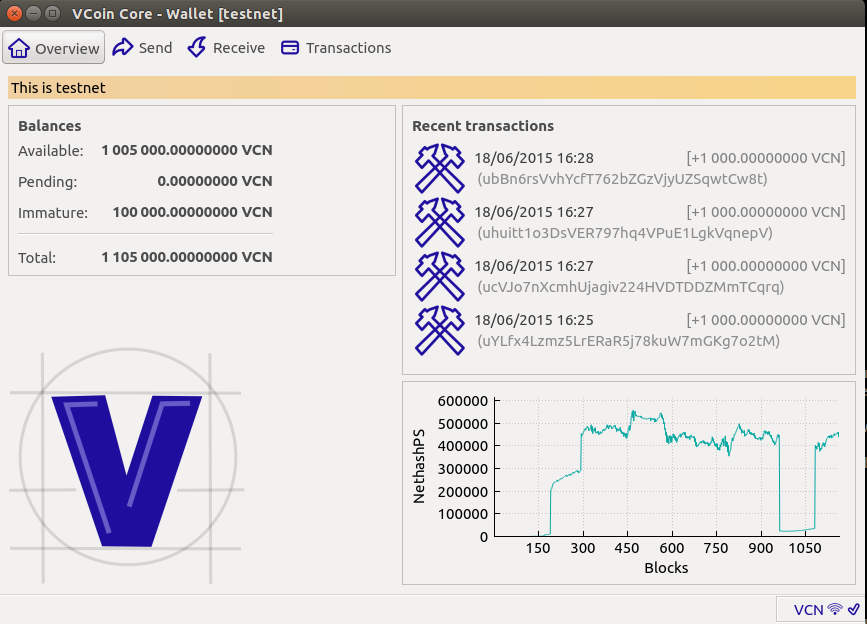 VCoin Core - Wallet [testnet]
Overview Send Receive Transactions
This is testnet
Balances
Available: 1 005 000.00000000 VCN
Pending: 0.00000000 VCN
Immature: 100 000.00000000 VCN
Total: 1 105 000.00000000 VCN
Recent transactions
18/06/2015 16:28 [+1 000.00000000 VCN]
(ubBn6rsVvhYcfT762bZGzVjyUZSqwtCw8t)
18/06/2015 16:27 [+1 000.00000000 VCN]
(uhuitt1o3DsVER797hq4VPuE1LgkVqnepV)
18/06/2015 16:27 [+1 000.00000000 VCN]
(ucVJo7nXcmhUjagiv224HVDTDDZMmTCqrq)
18/06/2015 16:25 [+1 000.00000000 VCN]
(uYLfx4Lzmz5LrERaR5j78kuW7mGKg7o2tM)
V
NethashPS
600000
500000
400000
300000
200000
100000
0
150 300 450 600 750 900 1050
Blocks
VCN